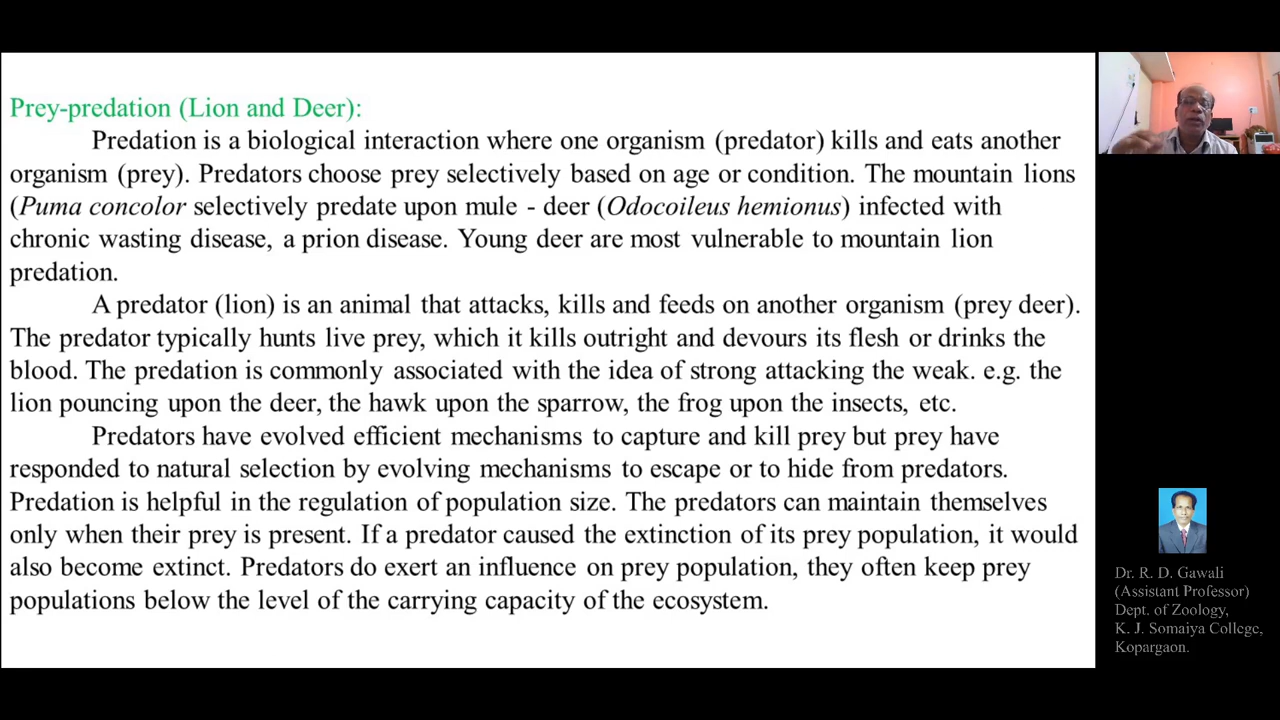 Prey-predation (Lion and Deer):
Predation is a biological interaction where one organism (predator) kills and eats another
organism (prey). Predators choose prey selectively based on age or condition. The mountain lions
(Puma concolor selectively predate upon mule - deer (Odocoileus hemionus) infected with
chronic wasting disease, a prion disease. Young deer are most vulnerable to mountain lion
predation.
A predator (lion) is an animal that attacks, kills and feeds on another organism (prey deer).
The predator typically hunts live prey, which it kills outright and devours its flesh or drinks the
blood. The predation is commonly associated with the idea of strong attacking the weak. e.g. the
lion pouncing upon the deer, the hawk upon the sparrow, the frog upon the insects, etc.
Predators have evolved efficient mechanisms to capture and kill prey but prey have
responded to natural selection by evolving mechanisms to escape or to hide from predators.
Predation is helpful in the regulation of population size. The predators can maintain themselves
only when their prey is present. If a predator caused the extinction of its prey population, it would
also become extinct. Predators do exert an influence on prey population, they often keep prey
populations below the level of the carrying capacity of the ecosystem.
Dr. R. D. Gawali
(Assistant Professor)
Dept. of Zoology,
K. J. Somaiya College,
Kopargaon.